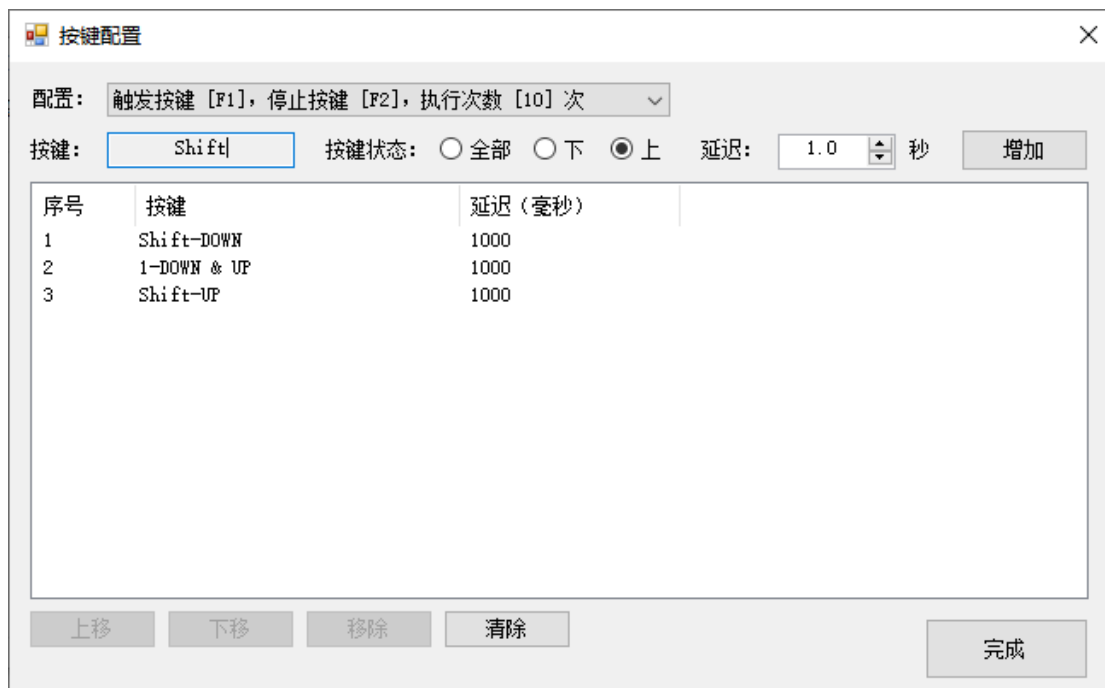 按键配置
配置： 触发按键 [F1]，停止按键 [F2]，执行次数 [10] 次
按键： Shift 按键状态： 全部 下 上 延迟： 1.0 秒 增加
序号 按键 延迟（毫秒）
1 Shift-DOWN 1000
2 1-DOWN & UP 1000
3 Shift-UP 1000
上移 下移 移除 清除
完成